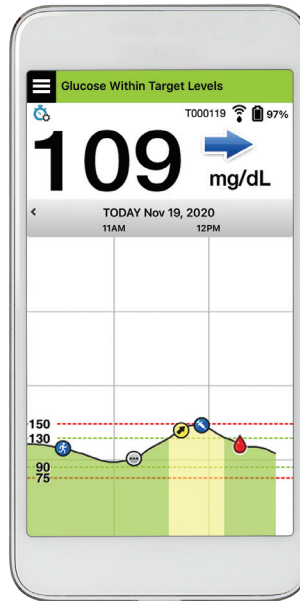 Glucose Within Target Levels
T000119 97%
109
mg/dL
< TODAY Nov 19, 2020
11AM 12PM
150
130
90
75